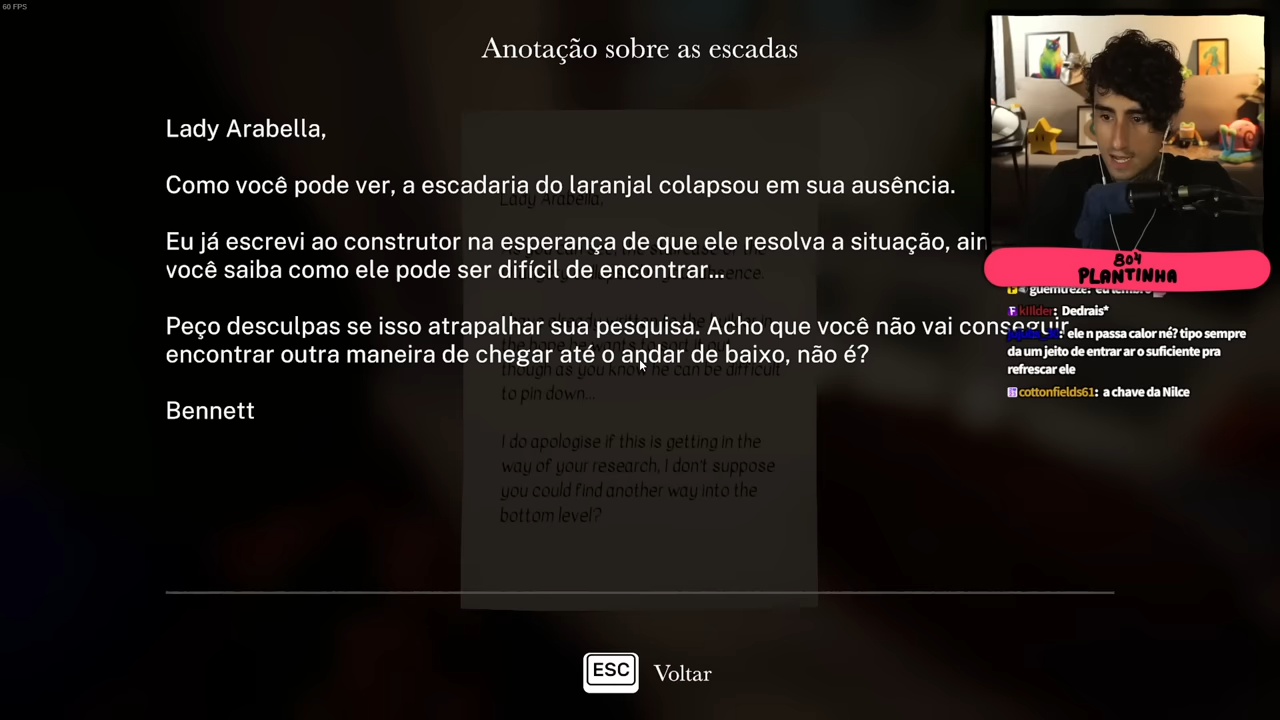 60 FPS
Anotação sobre as escadas
Lady Arabella,
Como você pode ver, a escadaria do laranjal colapsou em sua ausência.
Eu já escrevi ao construtor na esperança de que ele resolva a situação, ain
você saiba como ele pode ser difícil de encontrar...
Peço desculpas se isso atrapalhar sua pesquisa. Acho que você não vai conseguir
encontrar outra maneira de chegar até o andar de baixo, não é?
Bennett
Lady Arabella,
though as you know he can be difficult
to pin down...
I do apologise if this is getting in the
way of your research, I don't suppose
you could find another way into the
bottom level?
ESC Voltar
804
PLANTINHA
kIIlder: Dedrais*
: ele n passa calor né? tipo sempre
da um jeito de entrar ar o suficiente pra
refrescar ele
cottonfields61: a chave da Nilce